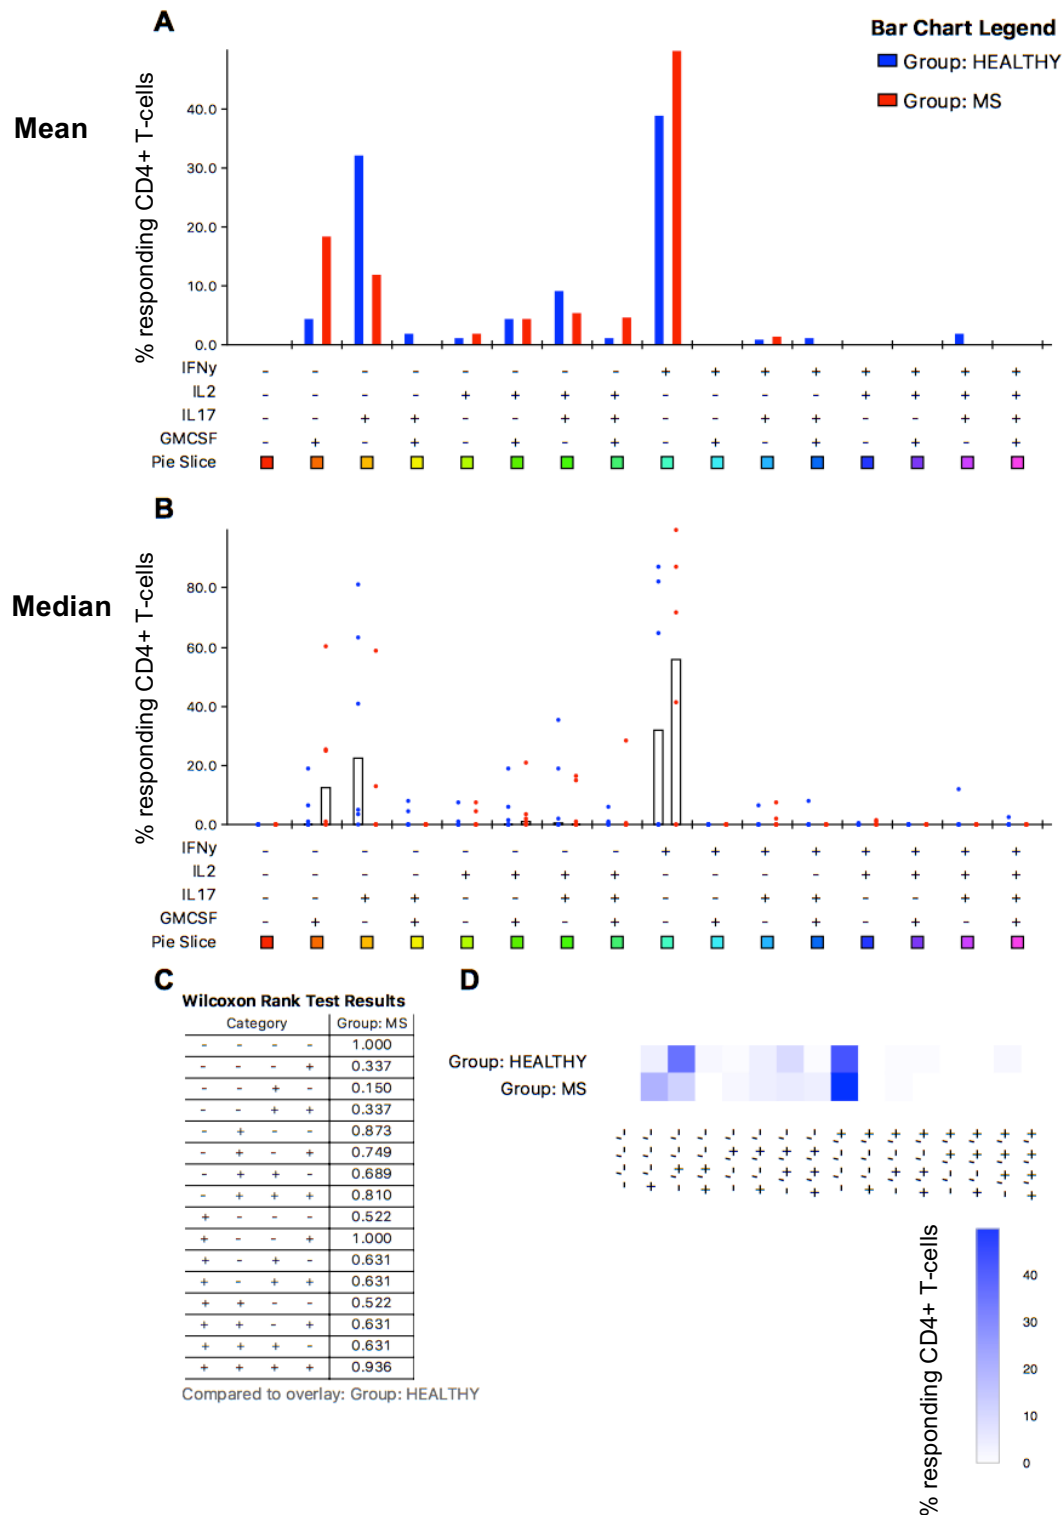 A
Bar Chart Legend
Group: HEALTHY
Group: MS
Mean
% responding CD4+ T-cells
40.0
30.0
20.0
10.0
0.0
IFNy - - - - - - - - + + + + + + + +
IL2 - - - - + + + + - - - - + + + +
IL17 - - + + - - + + - - + + - - + +
GMCSF - + - + - + - + - + - + - + - +
Pie Slice
B
Median
% responding CD4+ T-cells
80.0
60.0
40.0
20.0
0.0
IFNy - - - - - - - - + + + + + + + +
IL2 - - - - + + + + - - - - + + + +
IL17 - - + + - - + + - - + + - - + +
GMCSF - + - + - + - + - + - + - + - +
Pie Slice
C
Wilcoxon Rank Test Results
Category Group: MS
- - - - 1.000
- - - + 0.337
- - + - 0.150
- - + + 0.337
- + - - 0.873
- + - + 0.749
- + + - 0.689
- + + + 0.810
+ - - - 0.522
+ - - + 1.000
+ - + - 0.631
+ - + + 0.631
+ + - - 0.522
+ + - + 0.631
+ + + - 0.631
+ + + + 0.936
Compared to overlay: Group: HEALTHY
D
Group: HEALTHY
Group: MS
-,-,-,-
-,-,-,+
-,-,+,-
-,-,+,+
-,+,-,-
-,+,-,+
-,+,+,-
-,+,+,+
+,-,-,-
+,-,-,+
+,-,+,-
+,-,+,+
+,+,-,-
+,+,-,+
+,+,+,-
+,+,+,+
% responding CD4+ T-cells
40
30
20
10
0